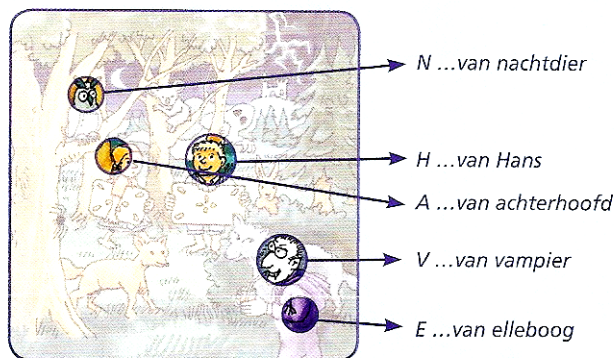 N ...van nachtdier
H ...van Hans
A ...van achterhoofd
V ...van vampier
E ...van elleboog